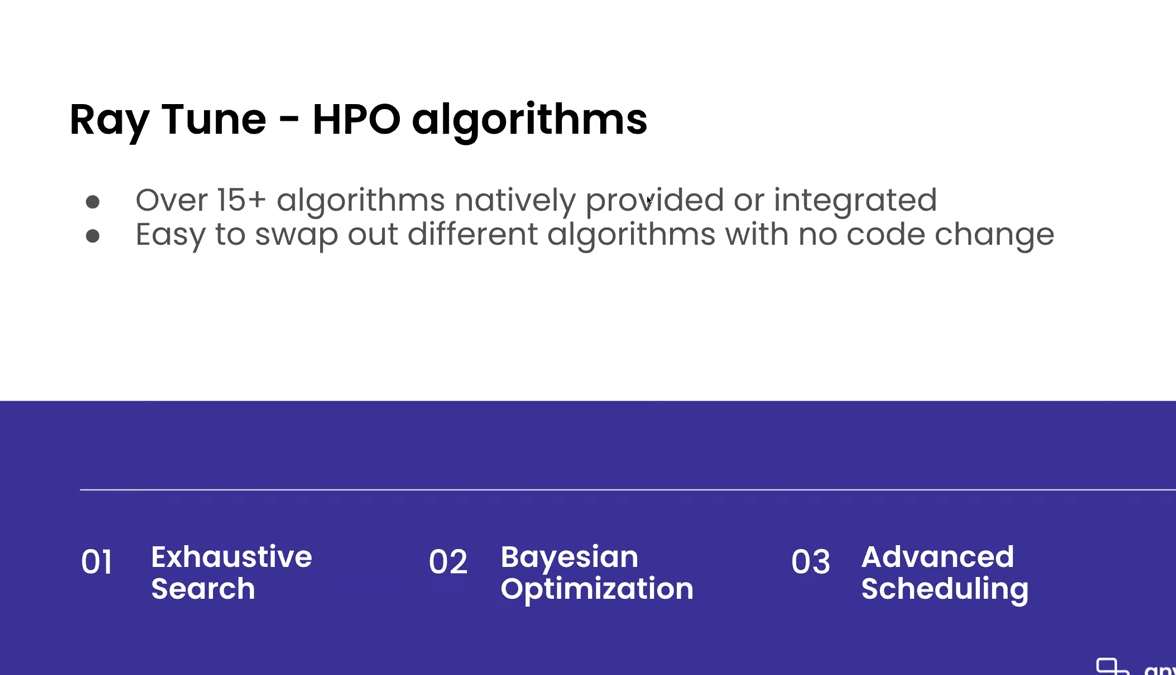 Ray Tune - HPO algorithms
● Over 15+ algorithms natively provided or integrated
● Easy to swap out different algorithms with no code change
01 Exhaustive
Search
02 Bayesian
Optimization
03 Advanced
Scheduling